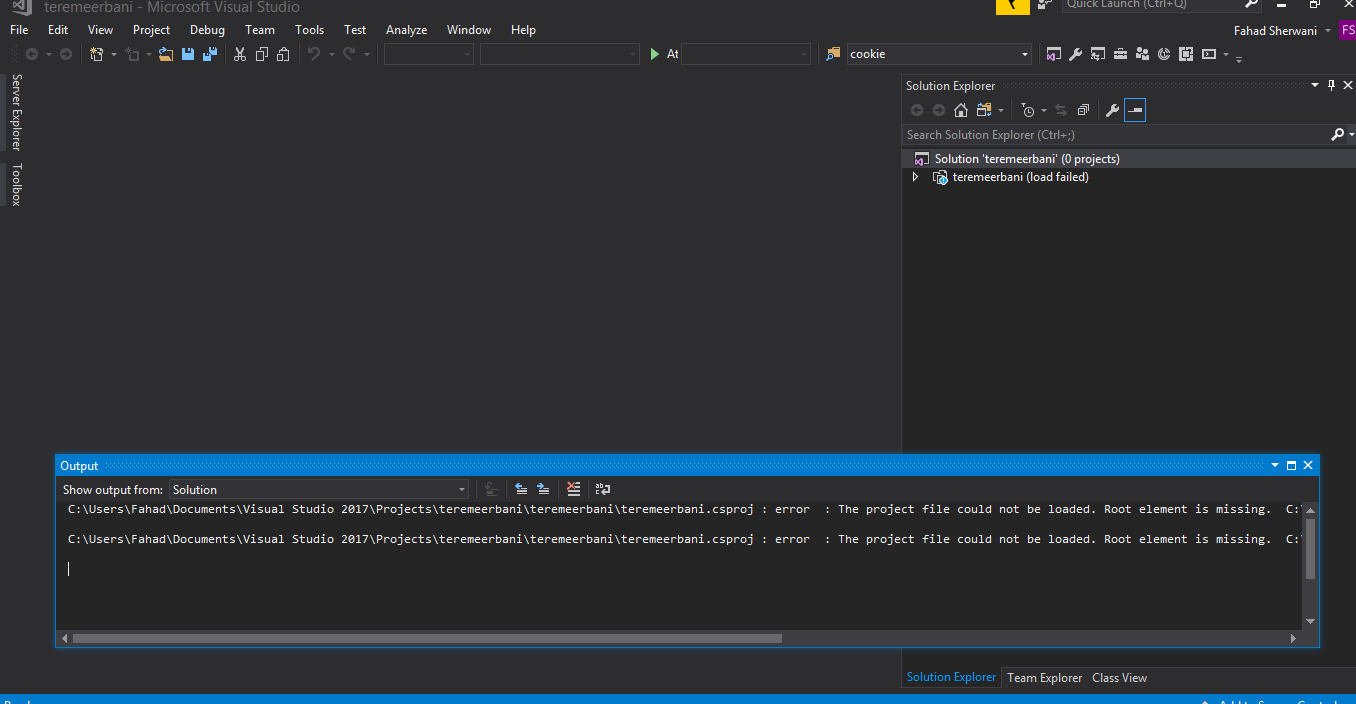 teremeerbani - Microsoft Visual Studio
Quick Launch (Ctrl+Q)
File Edit View Project Debug Team Tools Test Analyze Window Help
Fahad Sherwani FS
At cookie
Server Explorer
Toolbox
Solution Explorer
Search Solution Explorer (Ctrl+;)
Solution 'teremeerbani' (0 projects)
teremeerbani (load failed)
Output
Show output from: Solution
C:\Users\Fahad\Documents\Visual Studio 2017\Projects\teremeerbani\teremeerbani\teremeerbani.csproj : error  : The project file could not be loaded. Root element is missing.  C:\
C:\Users\Fahad\Documents\Visual Studio 2017\Projects\teremeerbani\teremeerbani\teremeerbani.csproj : error  : The project file could not be loaded. Root element is missing.  C:\
Solution Explorer Team Explorer Class View